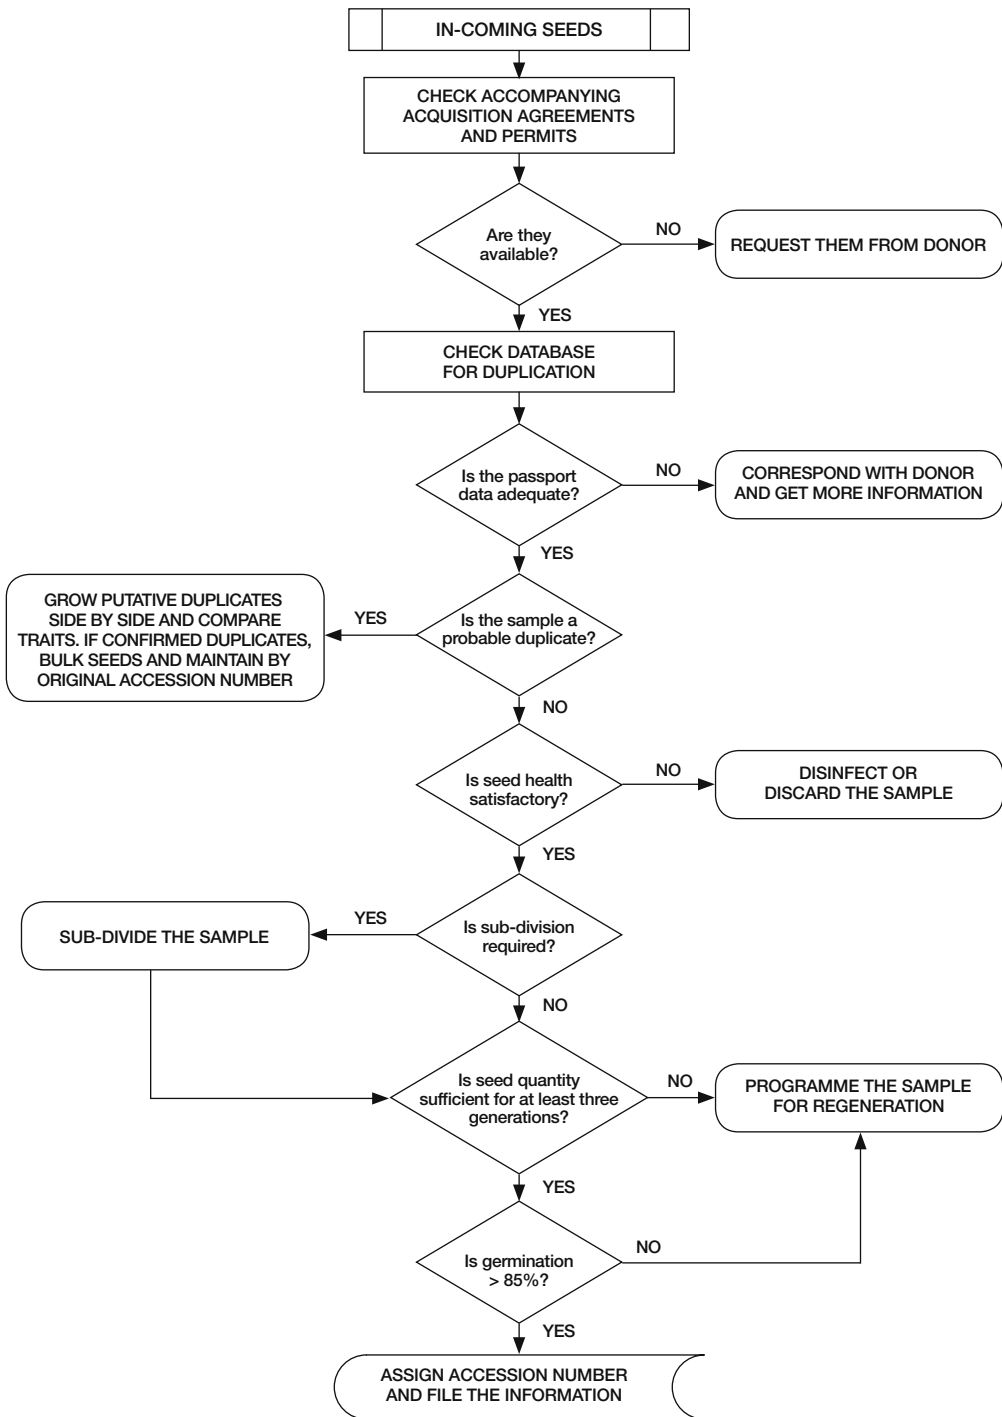 IN-COMING SEEDS
CHECK ACCOMPANYING
ACQUISITION AGREEMENTS
AND PERMITS
Are they
available?
NO
REQUEST THEM FROM DONOR
YES
CHECK DATABASE
FOR DUPLICATION
Is the passport
data adequate?
NO
CORRESPOND WITH DONOR
AND GET MORE INFORMATION
YES
GROW PUTATIVE DUPLICATES
SIDE BY SIDE AND COMPARE
TRAITS. IF CONFIRMED DUPLICATES,
BULK SEEDS AND MAINTAIN BY
ORIGINAL ACCESSION NUMBER
YES
Is the sample a
probable duplicate?
NO
Is seed health
satisfactory?
NO
DISINFECT OR
DISCARD THE SAMPLE
YES
SUB-DIVIDE THE SAMPLE
YES
Is sub-division
required?
NO
Is seed quantity
sufficient for at least three
generations?
NO
PROGRAMME THE SAMPLE
FOR REGENERATION
YES
Is germination
> 85%?
NO
YES
ASSIGN ACCESSION NUMBER
AND FILE THE INFORMATION